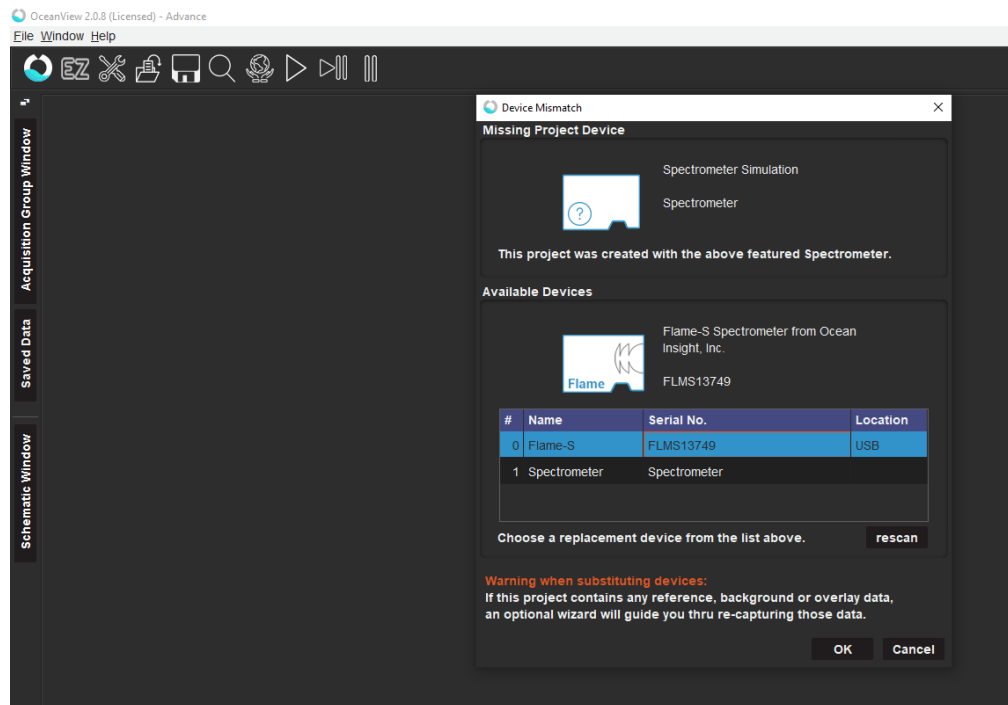 OceanView 2.0.8 (Licensed) - Advance
File Window Help
EZ
Acquisition Group Window
Saved Data
Schematic Window
Device Mismatch
Missing Project Device
Spectrometer Simulation
?
Spectrometer
This project was created with the above featured Spectrometer.
Available Devices
Flame-S Spectrometer from Ocean
Insight, Inc.
Flame
FLMS13749
# Name Serial No. Location
0 Flame-S FLMS13749 USB
1 Spectrometer Spectrometer
Choose a replacement device from the list above. rescan
Warning when substituting devices:
If this project contains any reference, background or overlay data,
an optional wizard will guide you thru re-capturing those data.
OK Cancel